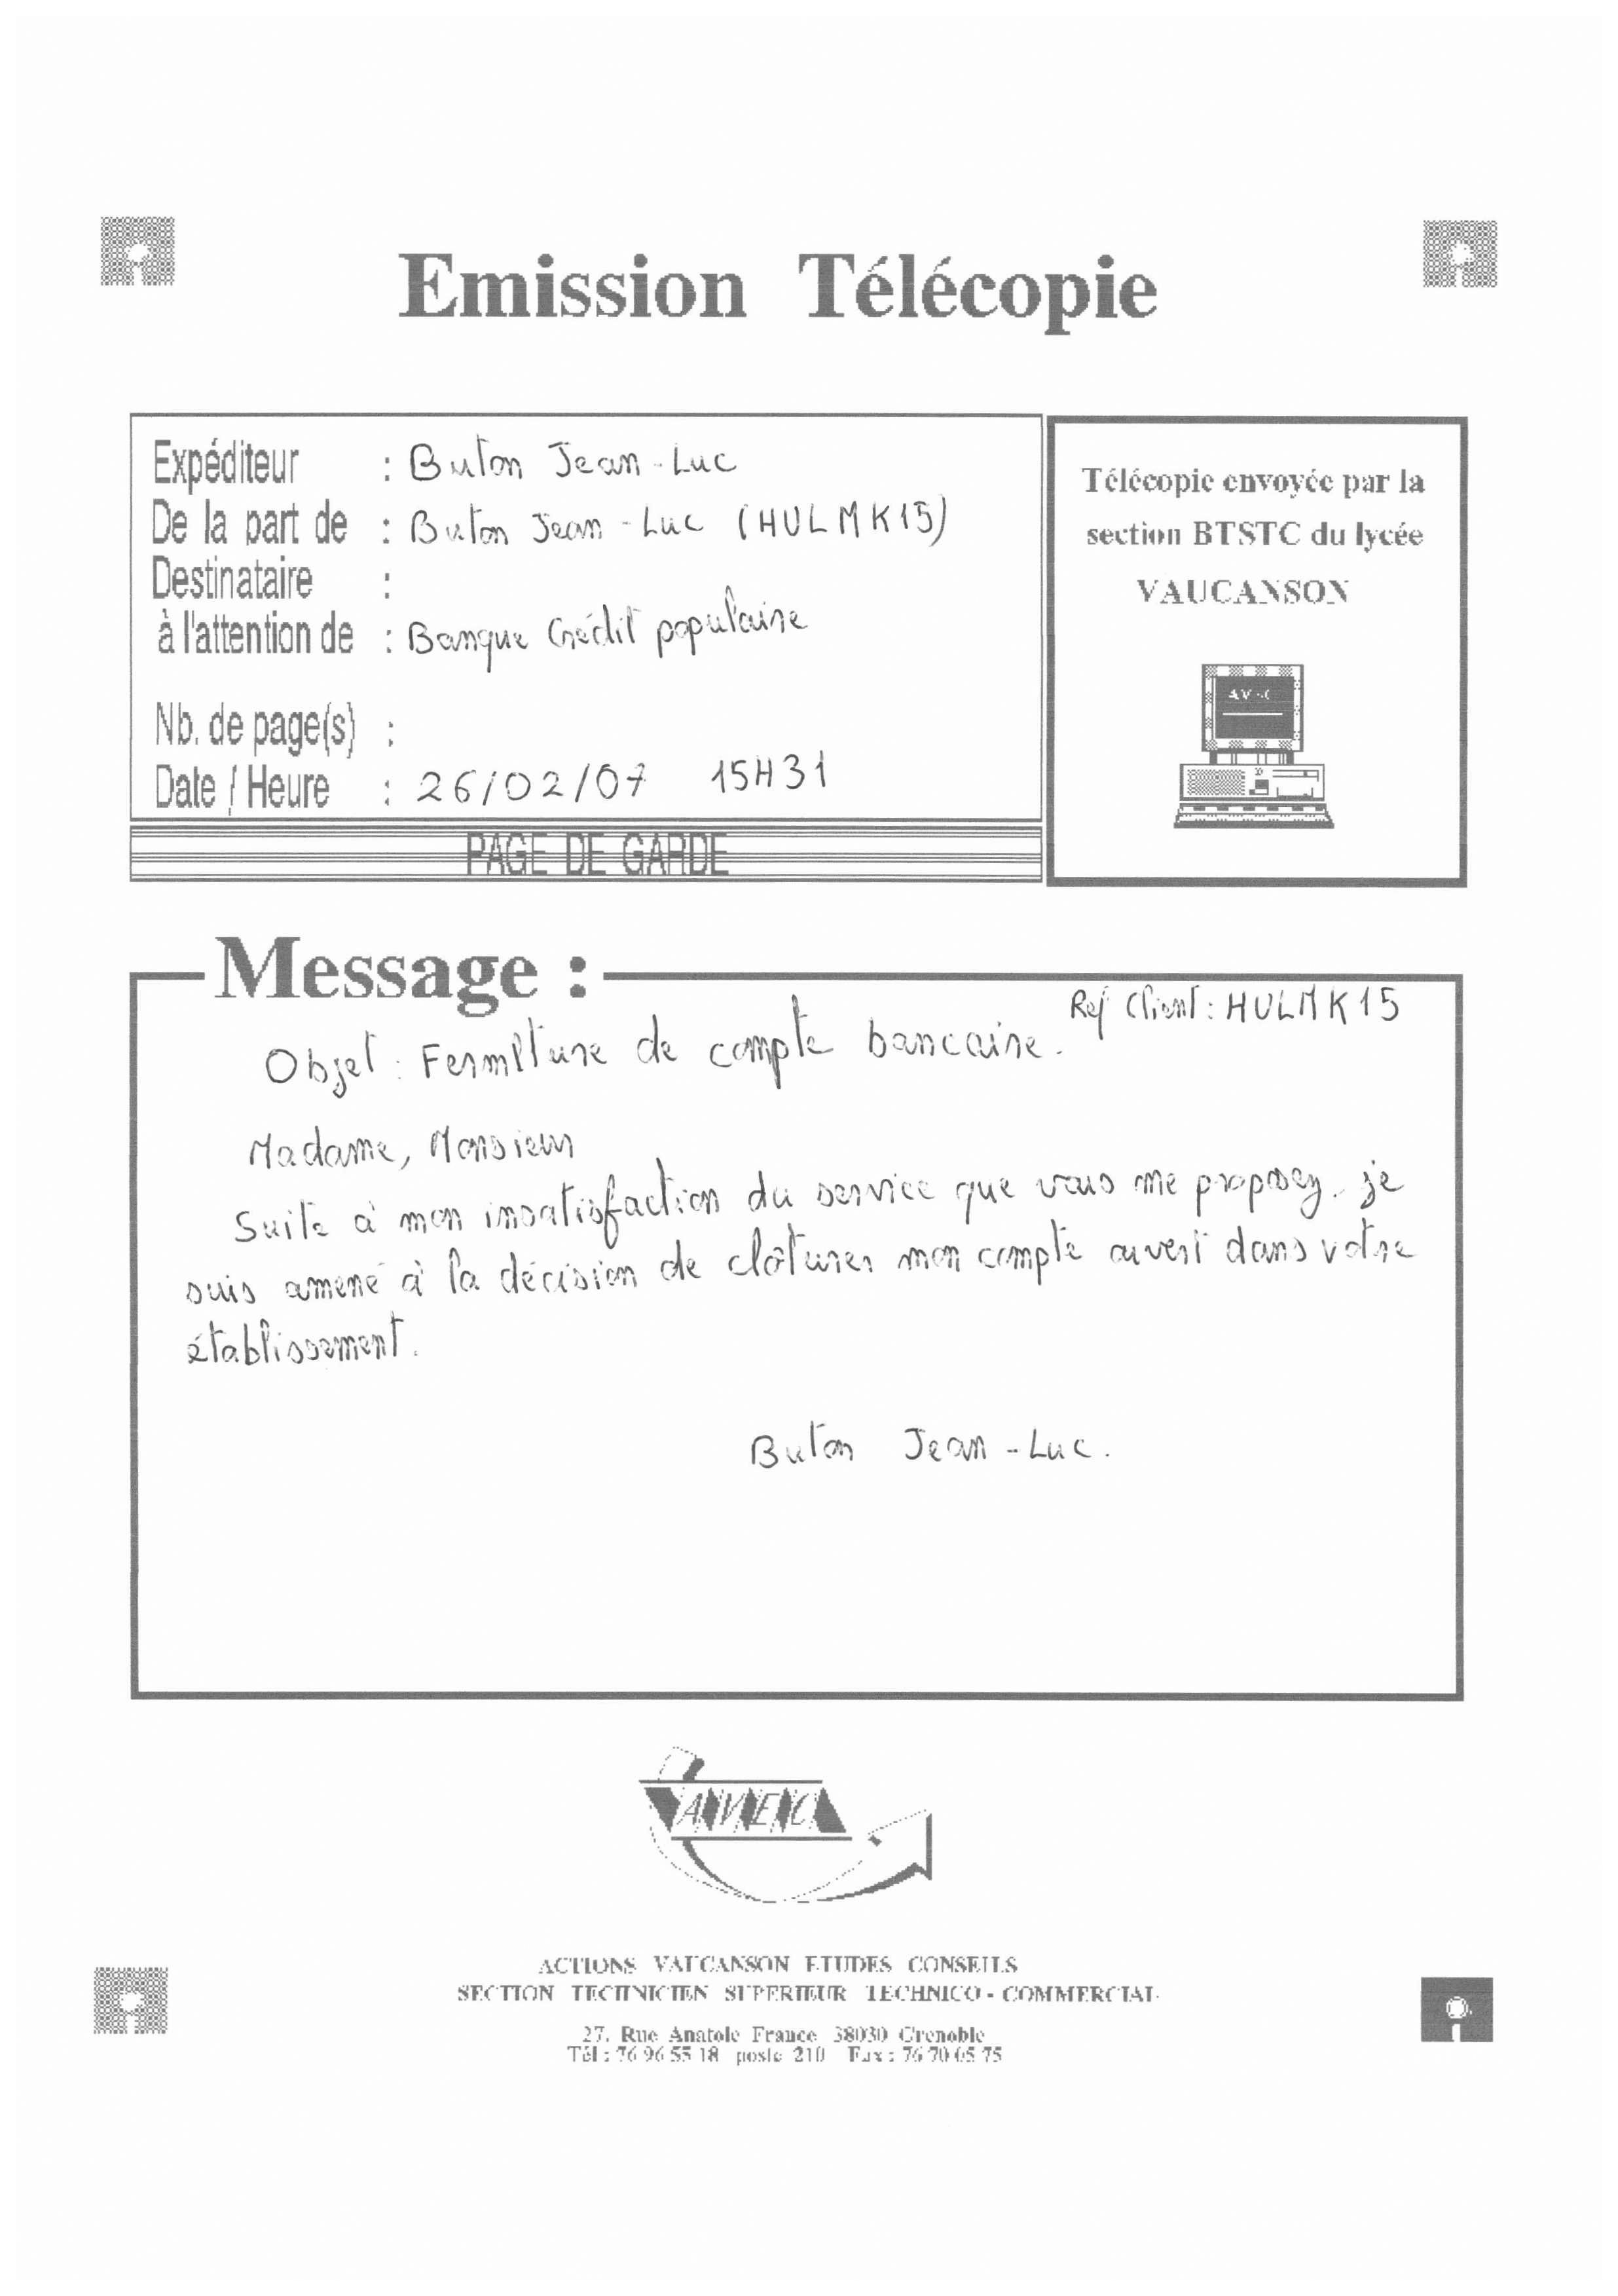 Emission Télécopie
Expéditeur : Buton Jean-Luc
De la part de : Buton Jean-Luc (HULMK15)
Destinataire :
à l'attention de : Banque Crédit populaire
Nb. de page(s) :
Date / Heure : 26/02/07 15H31
PAGE DE GARDE
Télécopie envoyée par la
section BTSTC du lycée
VAUCANSON
Message :
Ref Client : HULMK15
Objet : Fermeture de compte bancaire.
Madame, Monsieur
Suite à mon insatisfaction du service que vous me proposez. je
suis amené à la décision de clôturer mon compte ouvert dans votre
établissement.
Buton Jean-Luc.
AVEC
ACTIONS VAUCANSON ETUDES CONSEILS
SECTION TECHNICIEN SUPERIEUR TECHNICO - COMMERCIAL
27, Rue Anatole France 38030 Grenoble
Tél : 76 96 55 18 poste 210 Fax : 76 70 05 75